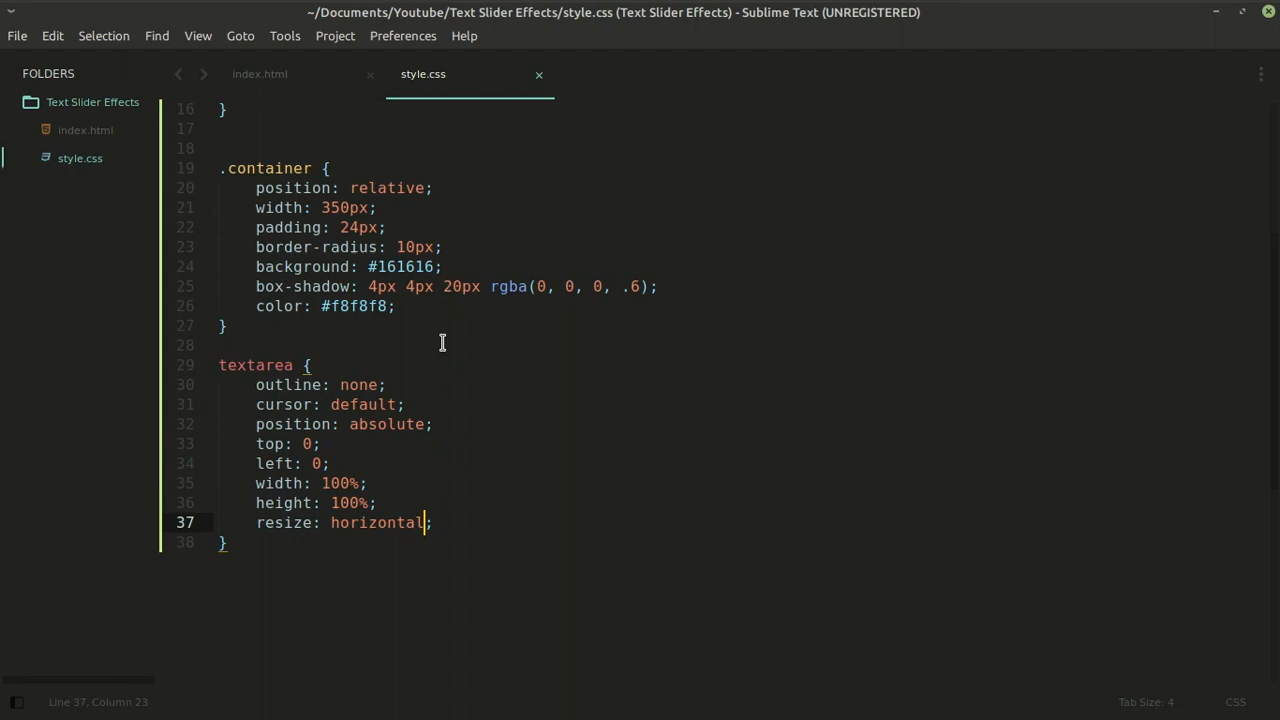 ~/Documents/Youtube/Text Slider Effects/style.css (Text Slider Effects) - Sublime Text (UNREGISTERED)
File Edit Selection Find View Goto Tools Project Preferences Help
FOLDERS
Text Slider Effects
index.html
style.css
index.html × style.css ×
16 }
17
18
19 .container {
20 position: relative;
21 width: 350px;
22 padding: 24px;
23 border-radius: 10px;
24 background: #161616;
25 box-shadow: 4px 4px 20px rgba(0, 0, 0, .6);
26 color: #f8f8f8;
27 }
28
29 textarea {
30 outline: none;
31 cursor: default;
32 position: absolute;
33 top: 0;
34 left: 0;
35 width: 100%;
36 height: 100%;
37 resize: horizontal;
38 }
Line 37, Column 23 Tab Size: 4 CSS